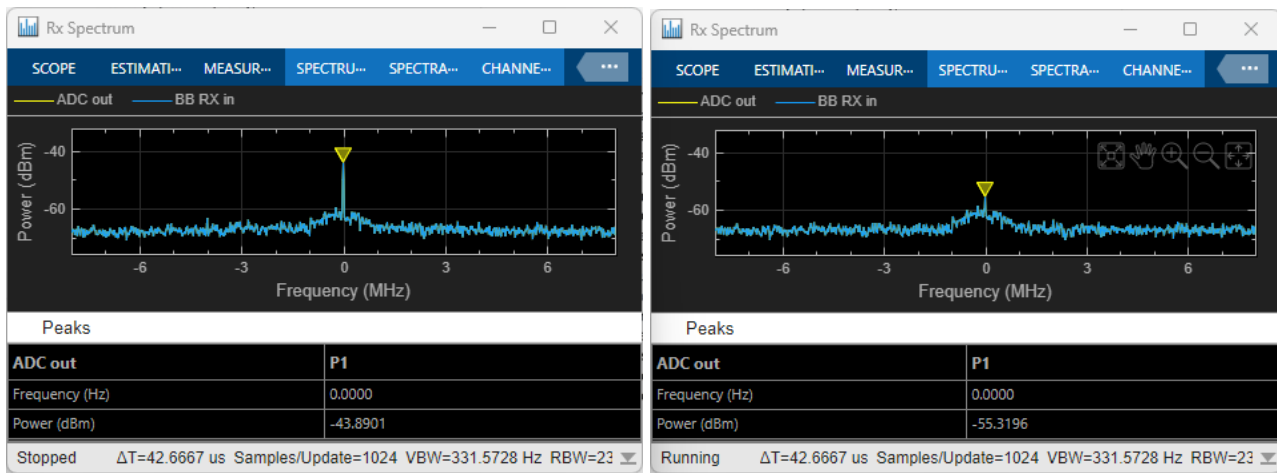 Rx Spectrum
SCOPE ESTIMATI··· MEASUR··· SPECTRU··· SPECTRA··· CHANNE··· ···
ADC out BB RX in
Power (dBm)
-40
-60
-6 -3 0 3 6
Frequency (MHz)
Peaks
ADC out P1
Frequency (Hz) 0.0000
Power (dBm) -43.8901
Stopped ΔT=42.6667 us Samples/Update=1024 VBW=331.5728 Hz RBW=23
Rx Spectrum
SCOPE ESTIMATI··· MEASUR··· SPECTRU··· SPECTRA··· CHANNE··· ···
ADC out BB RX in
Power (dBm)
-40
-60
-6 -3 0 3 6
Frequency (MHz)
Peaks
ADC out P1
Frequency (Hz) 0.0000
Power (dBm) -55.3196
Running ΔT=42.6667 us Samples/Update=1024 VBW=331.5728 Hz RBW=23